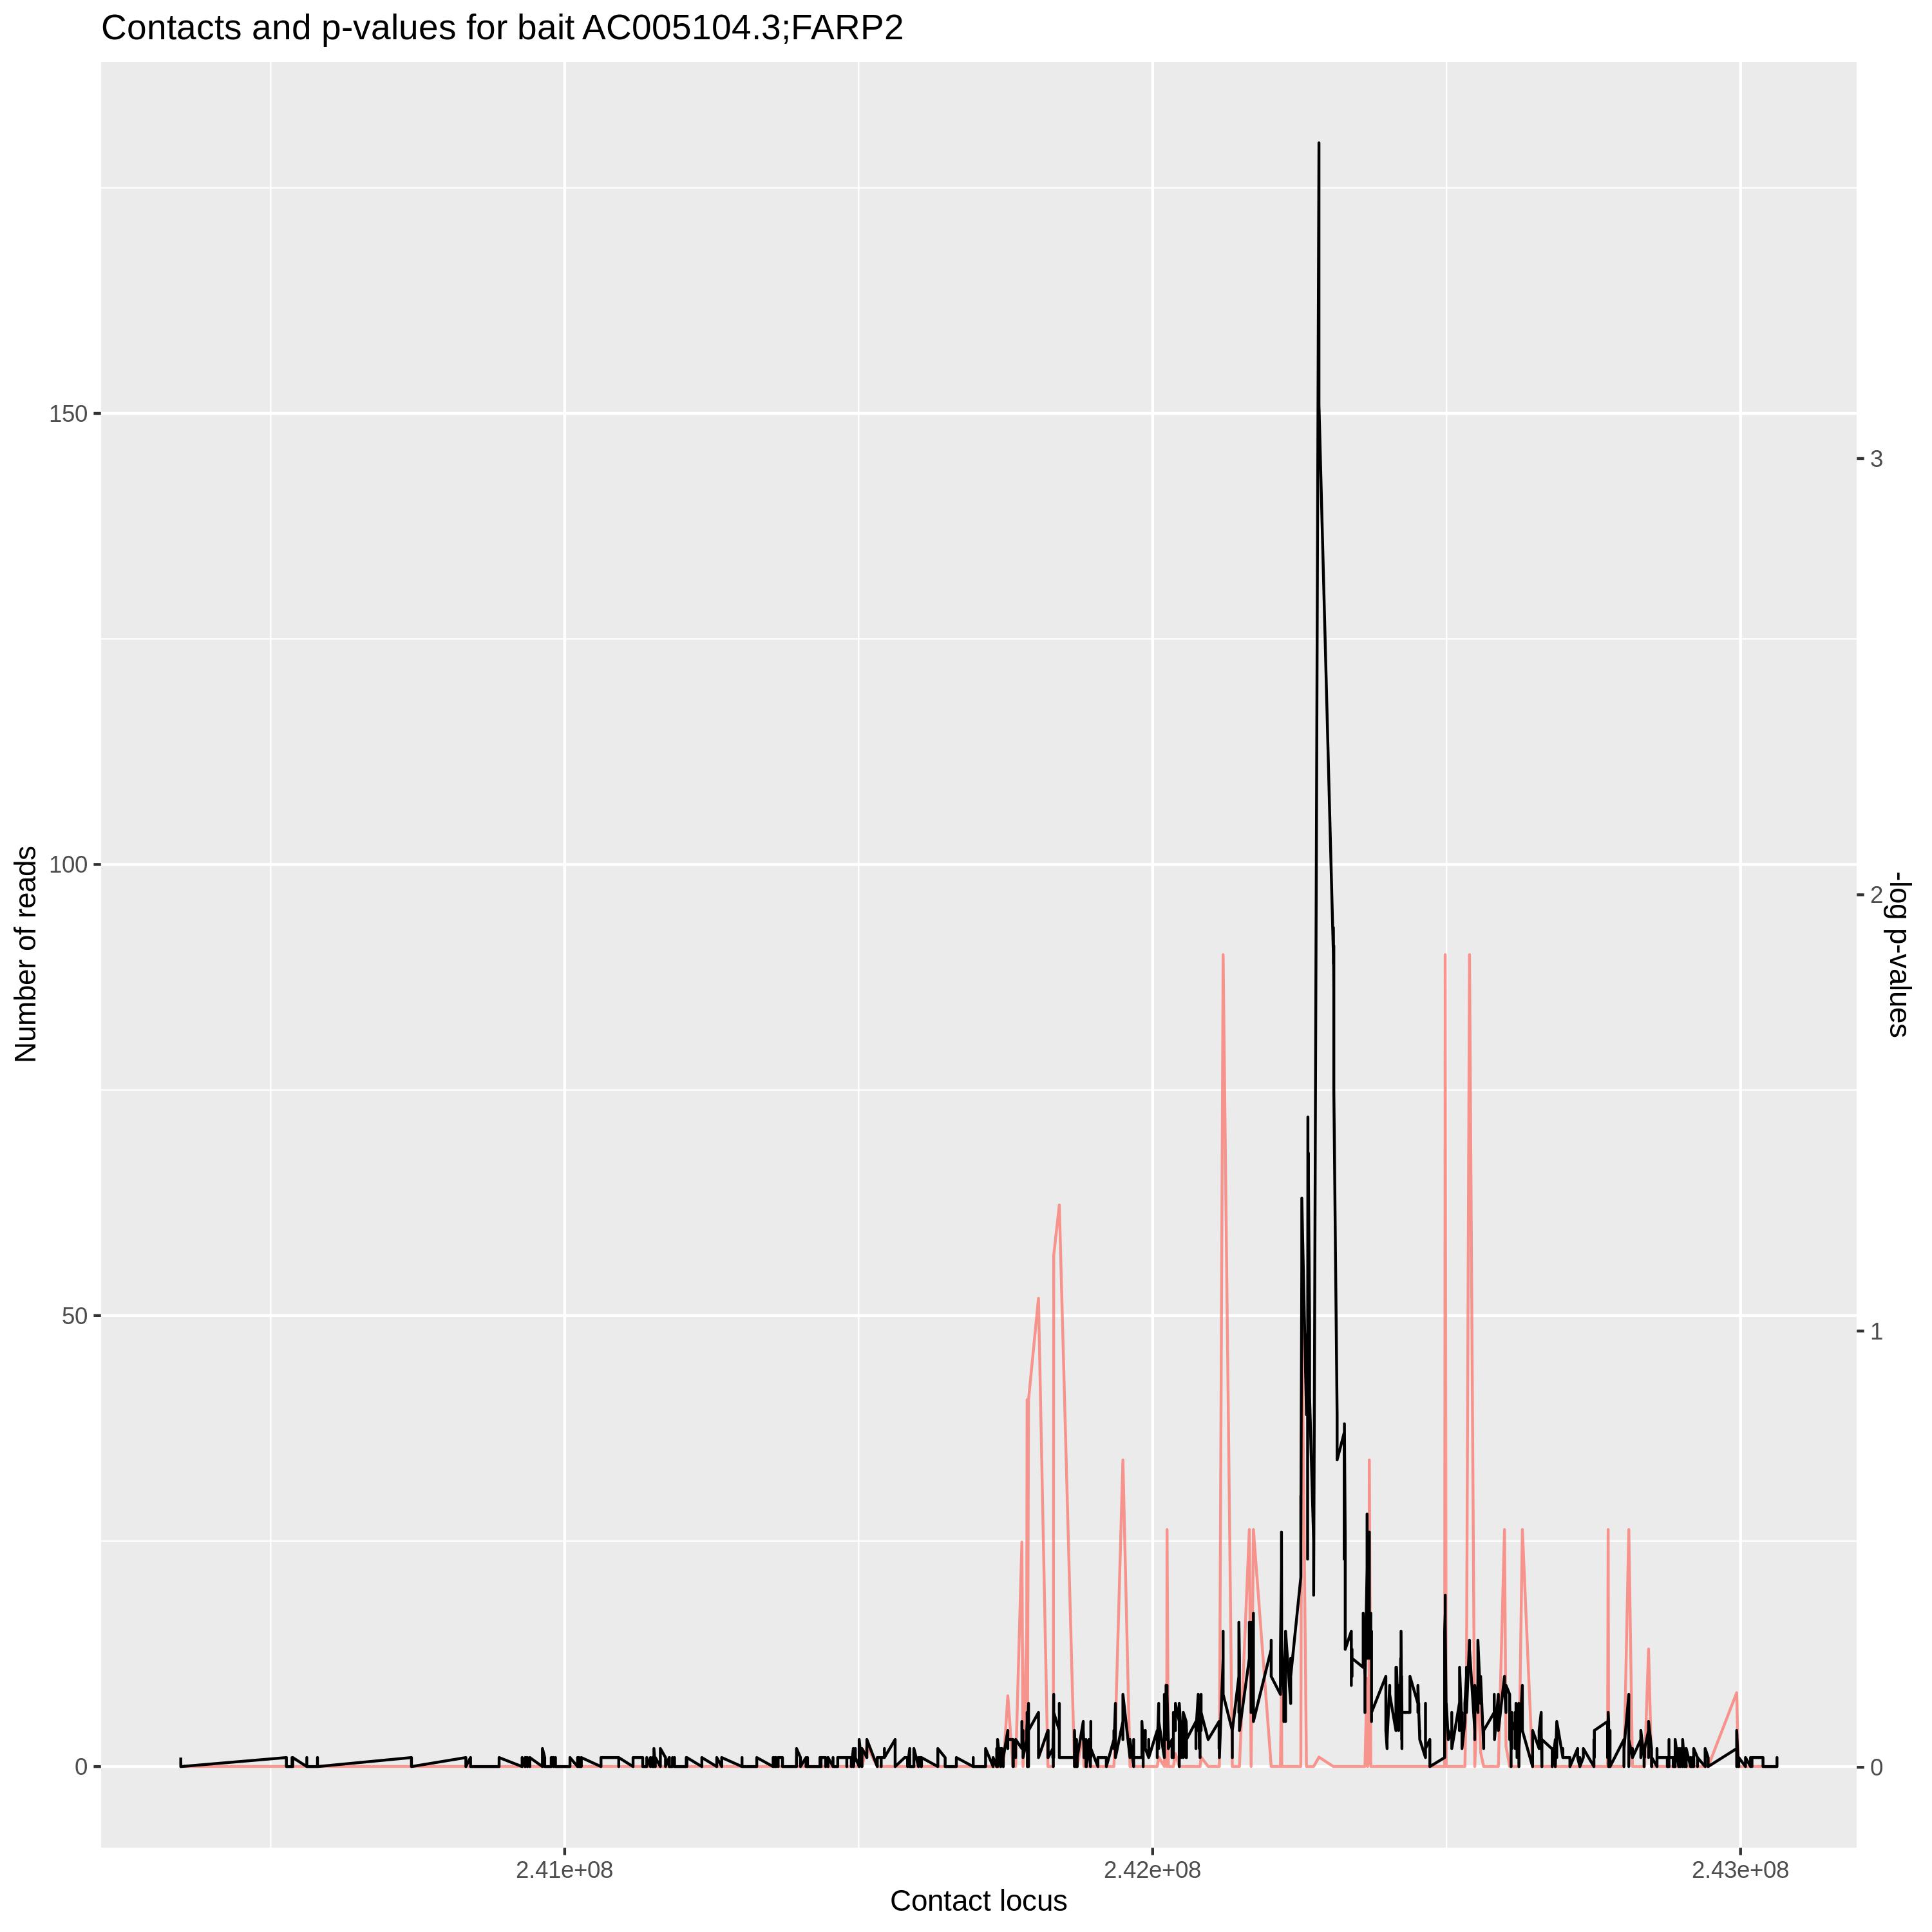 Contacts and p-values for bait AC005104.3;FARP2
150
100
50
0
Number of reads
3
2
1
0
-log p-values
2.41e+08
2.42e+08
2.43e+08
Contact locus